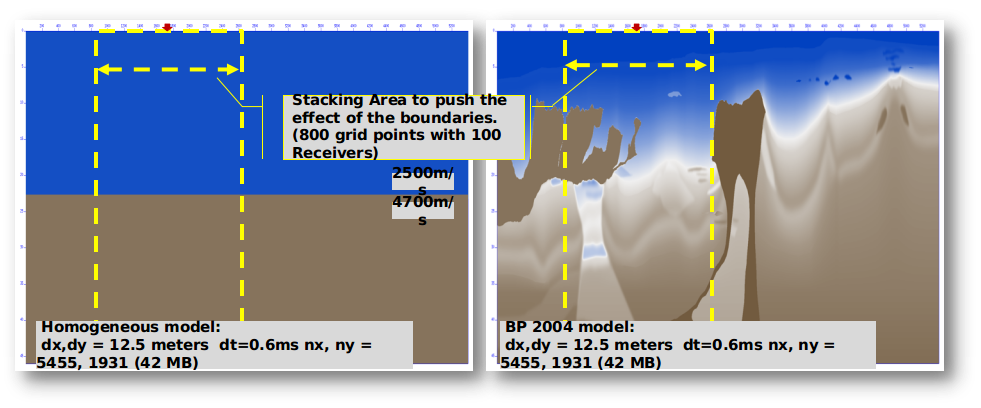 Stacking Area to push the
effect of the boundaries.
(800 grid points with 100
Receivers)
2500m/
s
4700m/
s
Homogeneous model:
dx,dy = 12.5 meters dt=0.6ms nx, ny =
5455, 1931 (42 MB)
BP 2004 model:
dx,dy = 12.5 meters dt=0.6ms nx, ny =
5455, 1931 (42 MB)